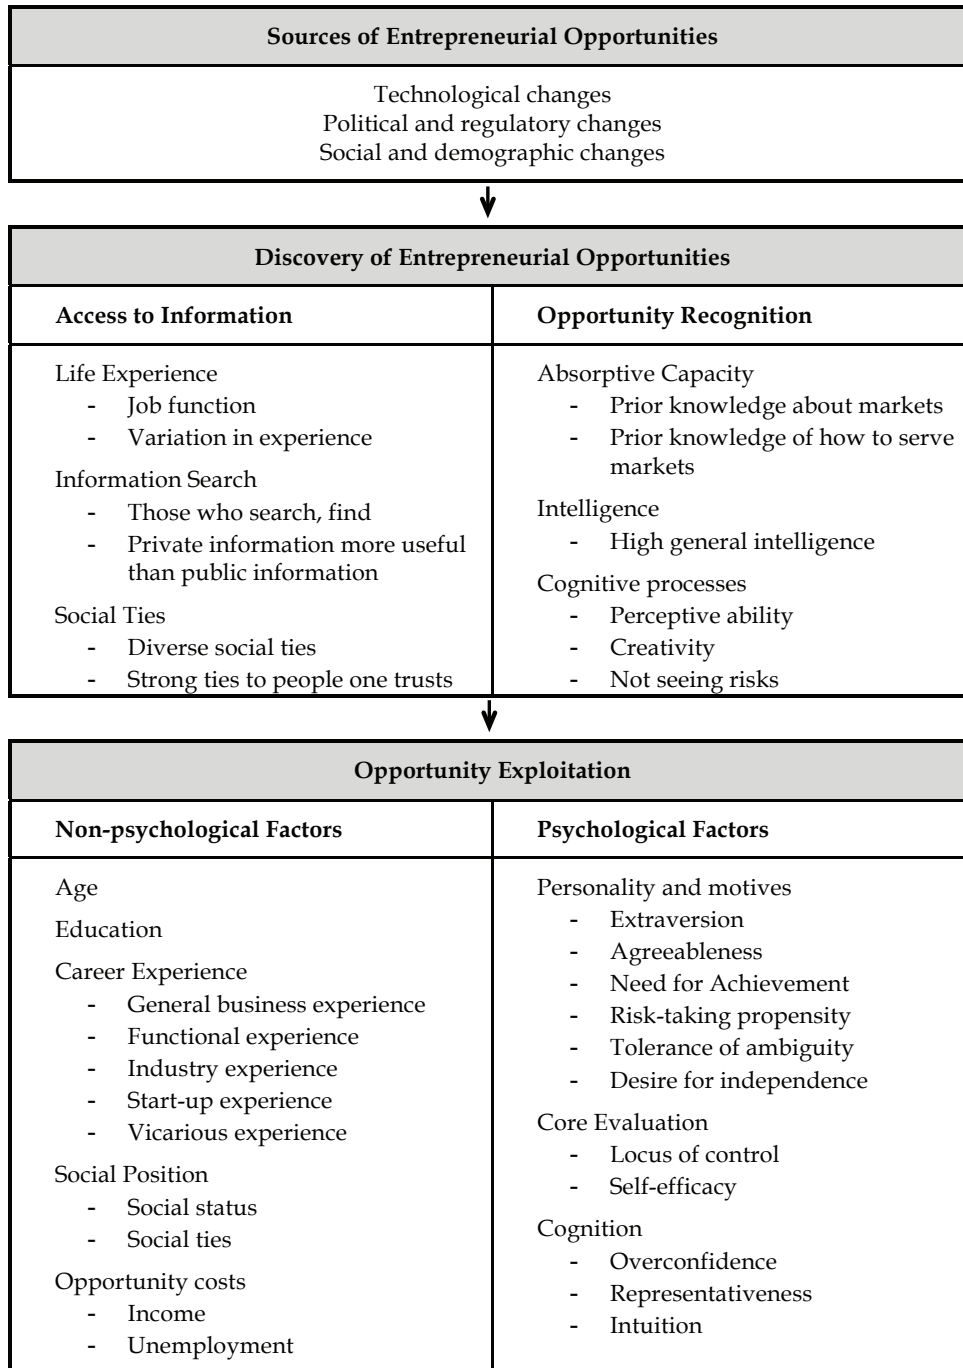 Sources of Entrepreneurial Opportunities
Technological changes
Political and regulatory changes
Social and demographic changes
Discovery of Entrepreneurial Opportunities
Access to Information
Life Experience
- Job function
- Variation in experience
Information Search
- Those who search, find
- Private information more useful
than public information
Social Ties
- Diverse social ties
- Strong ties to people one trusts
Opportunity Recognition
Absorptive Capacity
- Prior knowledge about markets
- Prior knowledge of how to serve
markets
Intelligence
- High general intelligence
Cognitive processes
- Perceptive ability
- Creativity
- Not seeing risks
Opportunity Exploitation
Non-psychological Factors
Age
Education
Career Experience
- General business experience
- Functional experience
- Industry experience
- Start-up experience
- Vicarious experience
Social Position
- Social status
- Social ties
Opportunity costs
- Income
- Unemployment
Psychological Factors
Personality and motives
- Extraversion
- Agreeableness
- Need for Achievement
- Risk-taking propensity
- Tolerance of ambiguity
- Desire for independence
Core Evaluation
- Locus of control
- Self-efficacy
Cognition
- Overconfidence
- Representativeness
- Intuition